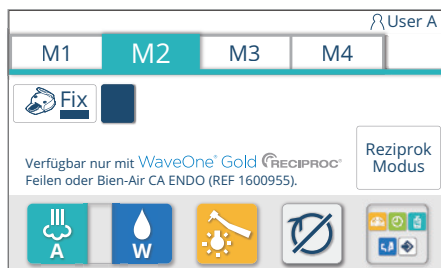 User A
M1 M2 M3 M4
Fix
Verfügbar nur mit WaveOne® Gold RECIPROC®
Feilen oder Bien-Air CA ENDO (REF 1600955).
Reziprok
Modus
A W